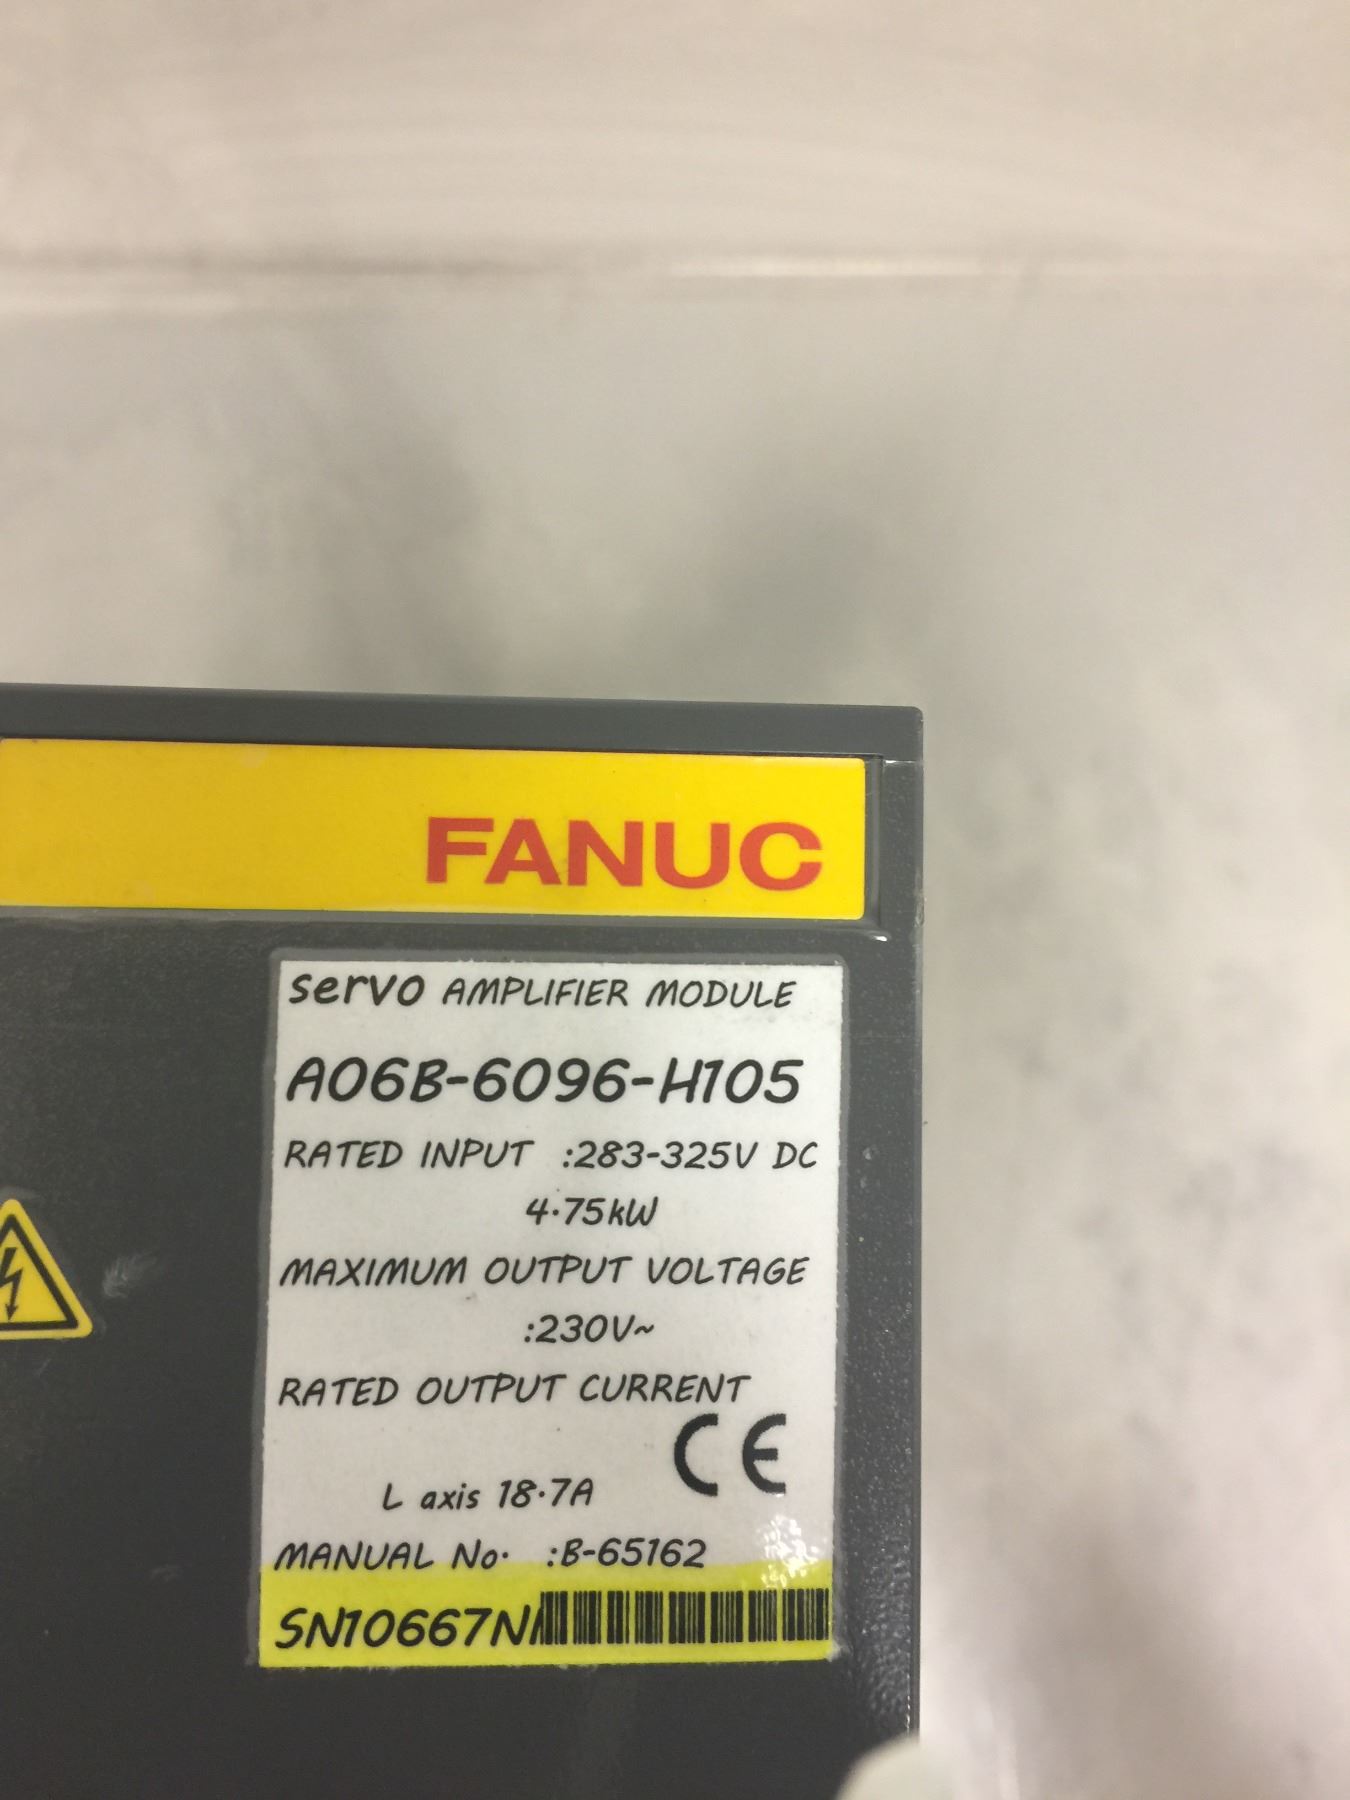 FANUC
servo AMPLIFIER MODULE
A06B-6096-H105
RATED INPUT :283-325V DC
4.75kW
MAXIMUM OUTPUT VOLTAGE
:230V~
RATED OUTPUT CURRENT
CE
L axis 18.7A
MANUAL No. :B-65162